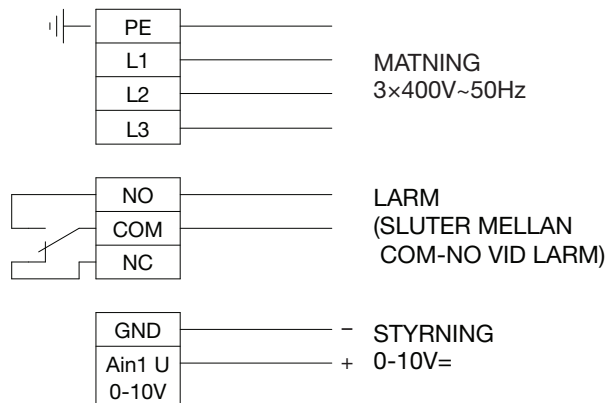 PE
L1
L2
L3
MATNING
3×400V~50Hz
NO
COM
NC
LARM
(SLUTER MELLAN
COM-NO VID LARM)
GND
Ain1 U
0-10V
− STYRNING
+ 0-10V=